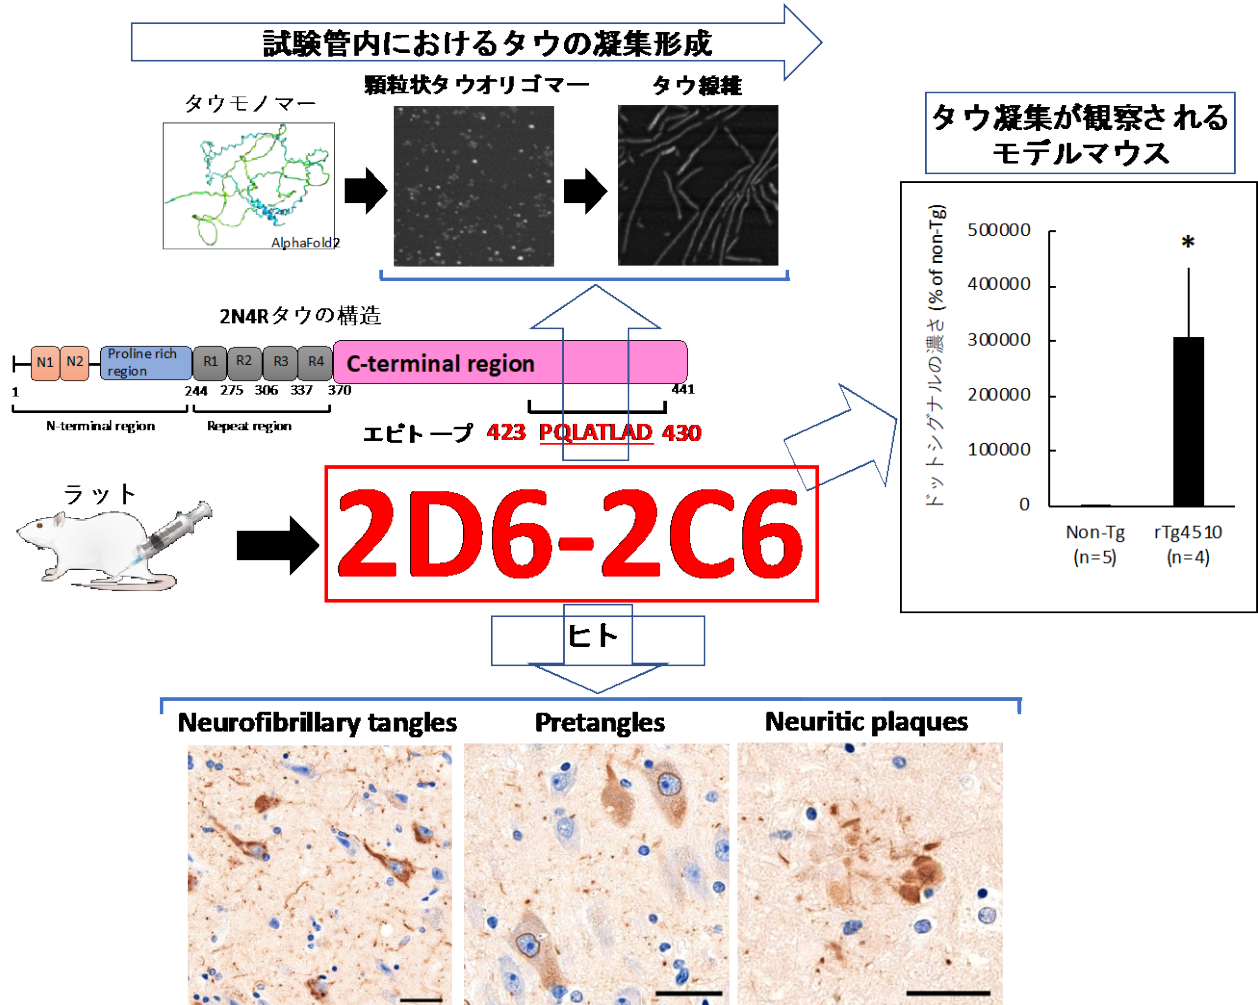 試験管内におけるタウの凝集形成
タウモノマー
顆粒状タウオリゴマー
タウ線維
AlphaFold2
タウ凝集が観察される
モデルマウス
ドットシグナルの濃さ (% of non-Tg)
500000
400000
300000
200000
100000
0
*
Non-Tg
(n=5)
rTg4510
(n=4)
2N4Rタウの構造
N1
N2
Proline rich
region
R1
R2
R3
R4
C-terminal region
1
244
275
306
337
370
441
N-terminal region
Repeat region
エピトープ 423 PQLATLAD 430
ラット
2D6-2C6
ヒト
Neurofibrillary tangles
Pretangles
Neuritic plaques